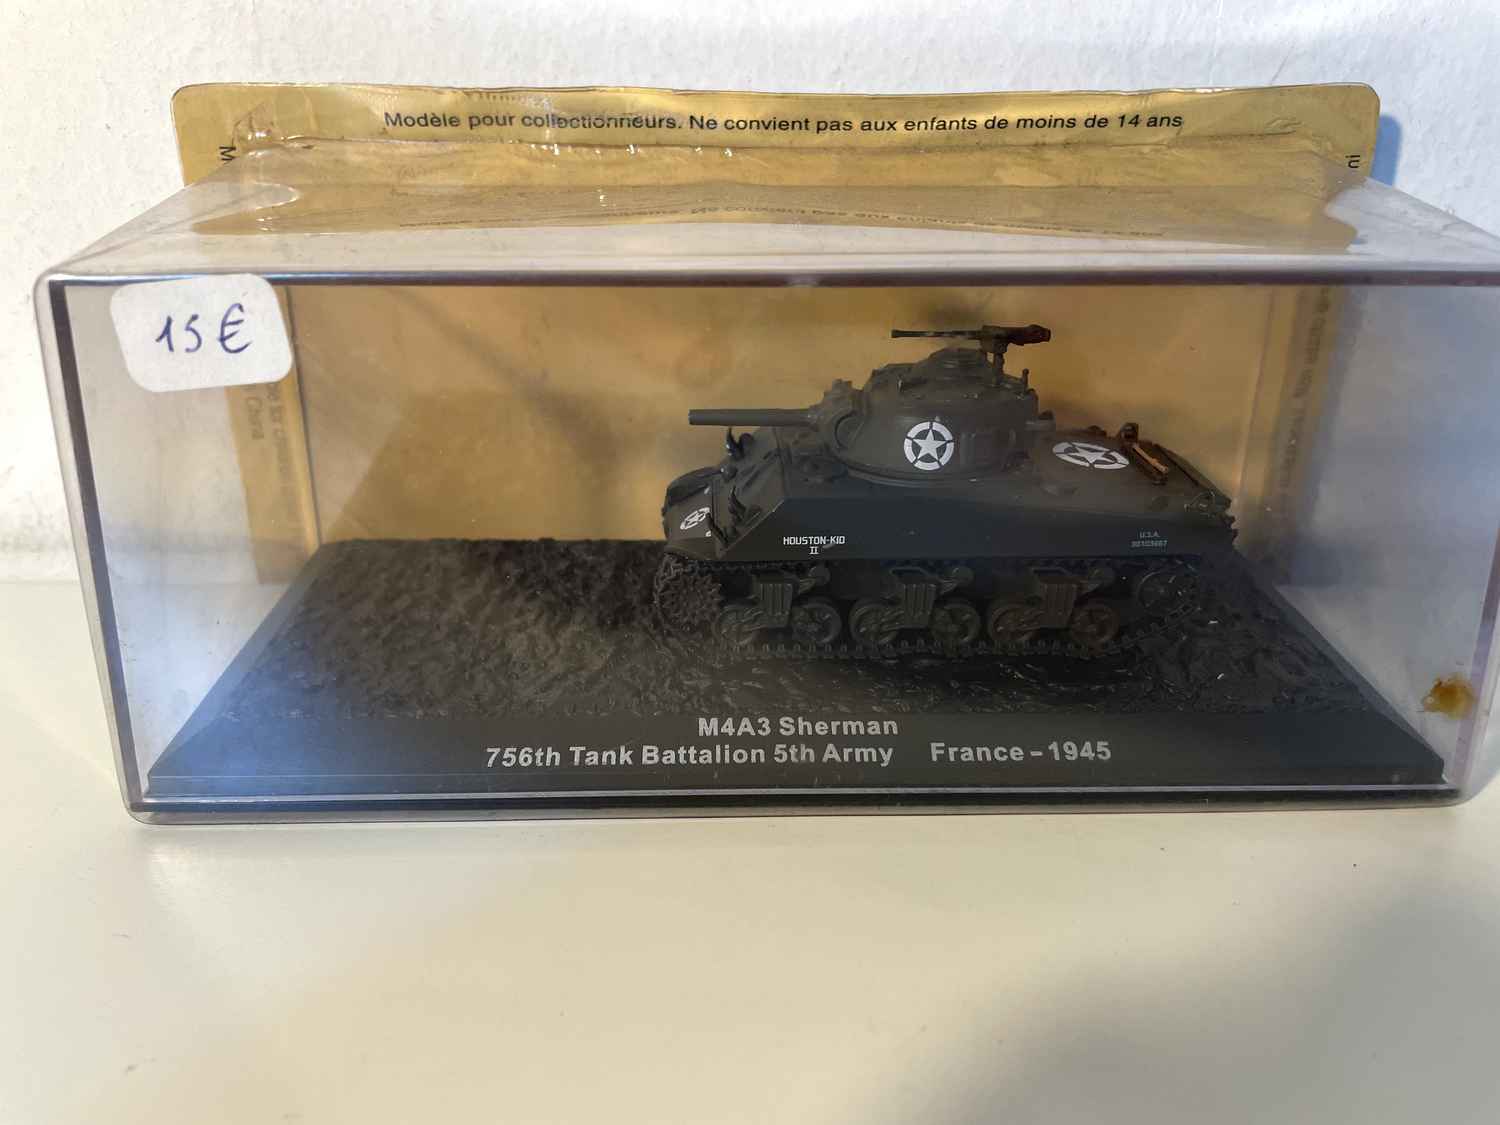 Modèle pour collectionneurs. Ne convient pas aux enfants de moins de 14 ans
15€
China
HOUSTON-KID
II
U.S.A.
M4A3 Sherman
756th Tank Battalion 5th Army France - 1945